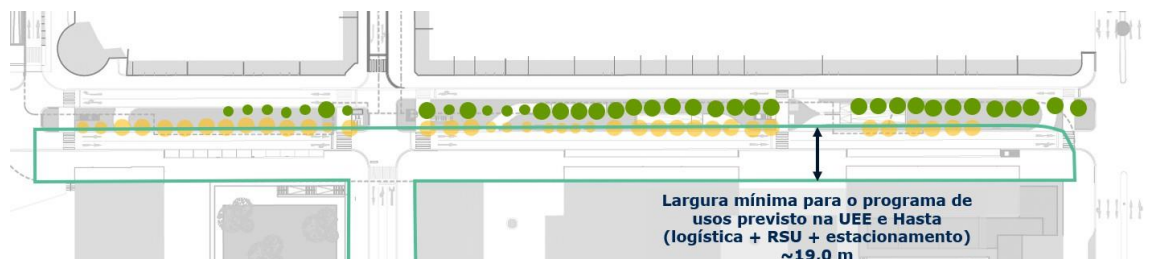 Largura mínima para o programa de
usos previsto na UEE e Hasta
(logística + RSU + estacionamento)
~19,0 m